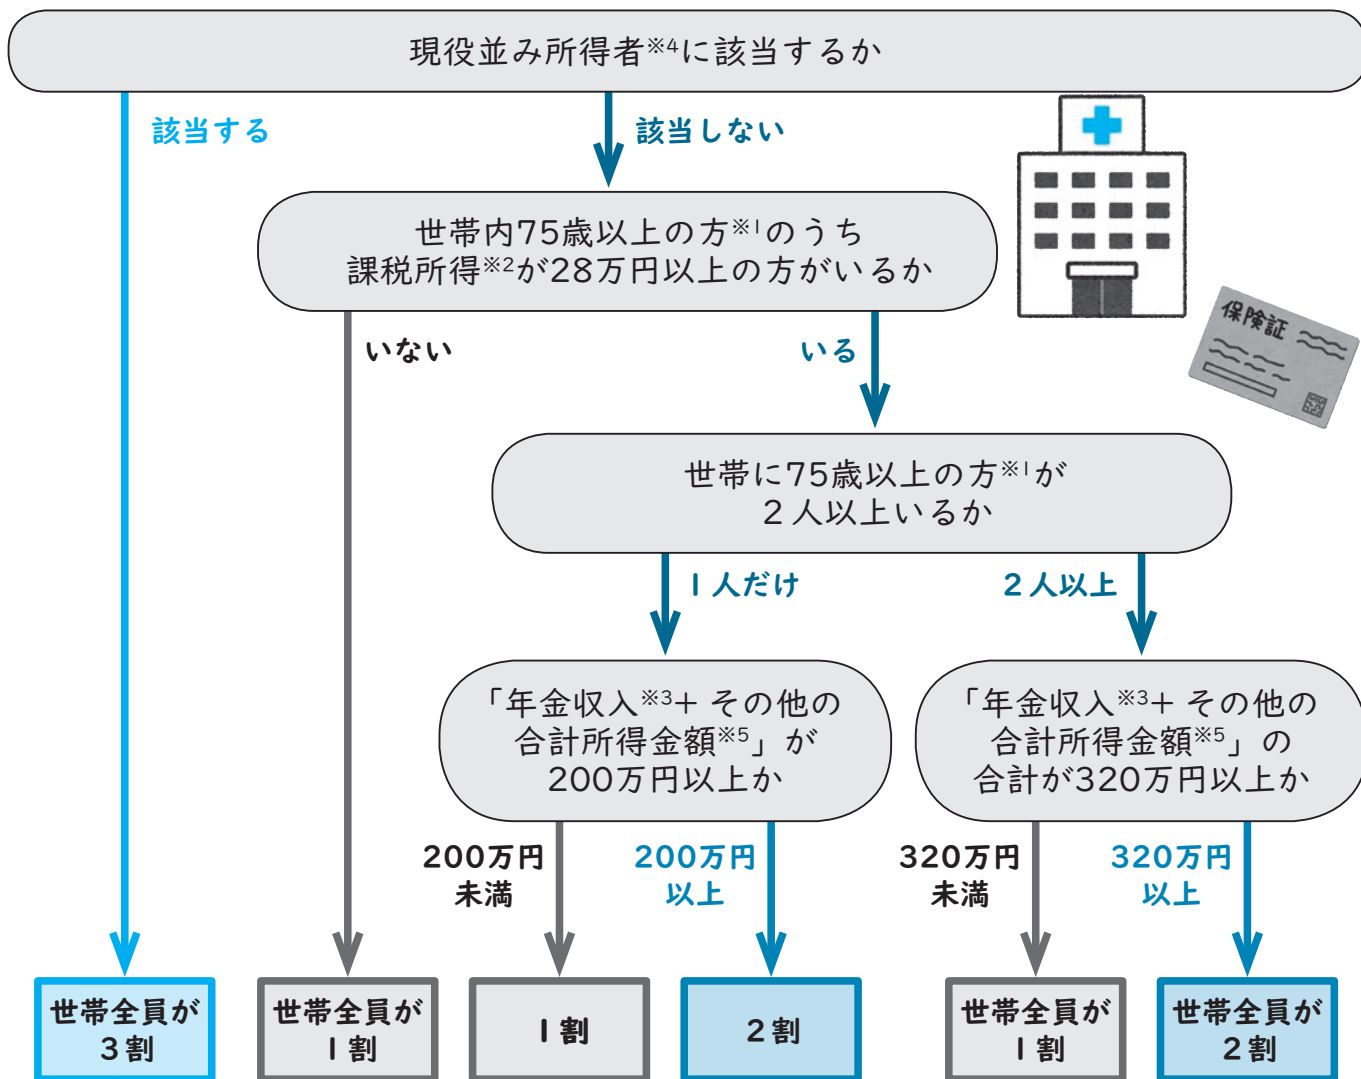 現役並み所得者※4に該当するか
該当する
該当しない
世帯内75歳以上の方※1のうち
課税所得※2が28万円以上の方がいるか
保険証
いない
いる
世帯に75歳以上の方※1が
2人以上いるか
1人だけ
2人以上
「年金収入※3+ その他の
合計所得金額※5」が
200万円以上か
「年金収入※3+ その他の
合計所得金額※5」の
合計が320万円以上か
200万円
未満
200万円
以上
320万円
未満
320万円
以上
世帯全員が
3割
世帯全員が
1割
1割
2割
世帯全員が
1割
世帯全員が
2割